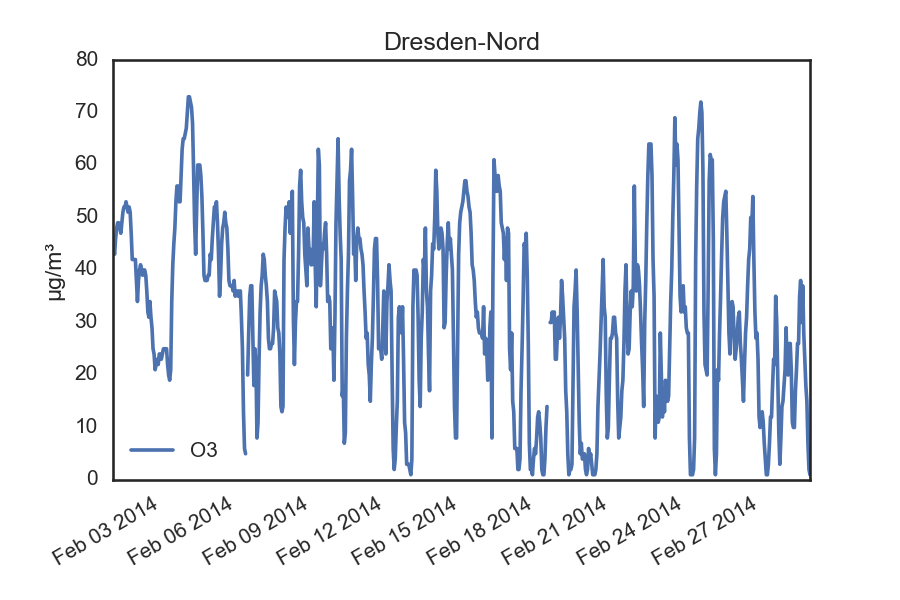 Dresden-Nord
80
70
60
50
40
30
20
10
0
µg/m³
O3
Feb 03 2014
Feb 06 2014
Feb 09 2014
Feb 12 2014
Feb 15 2014
Feb 18 2014
Feb 21 2014
Feb 24 2014
Feb 27 2014